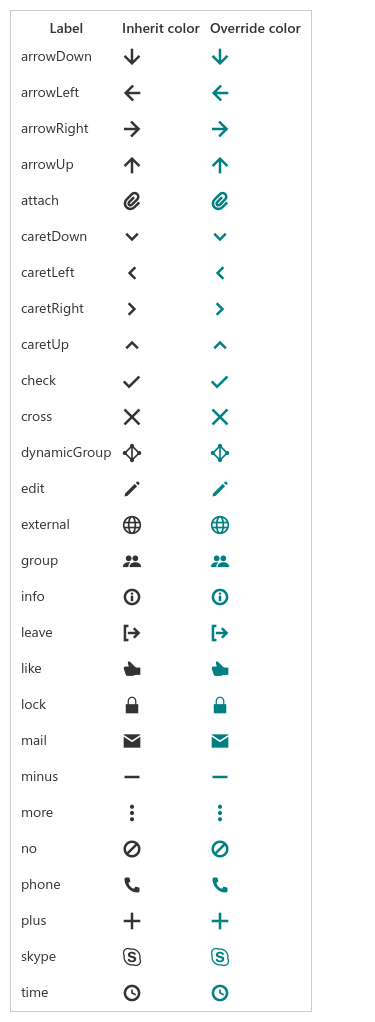 Label Inherit color Override color
arrowDown
arrowLeft
arrowRight
arrowUp
attach
caretDown
caretLeft
caretRight
caretUp
check
cross
dynamicGroup
edit
external
group
info
leave
like
lock
mail
minus
more
no
phone
plus
skype
time